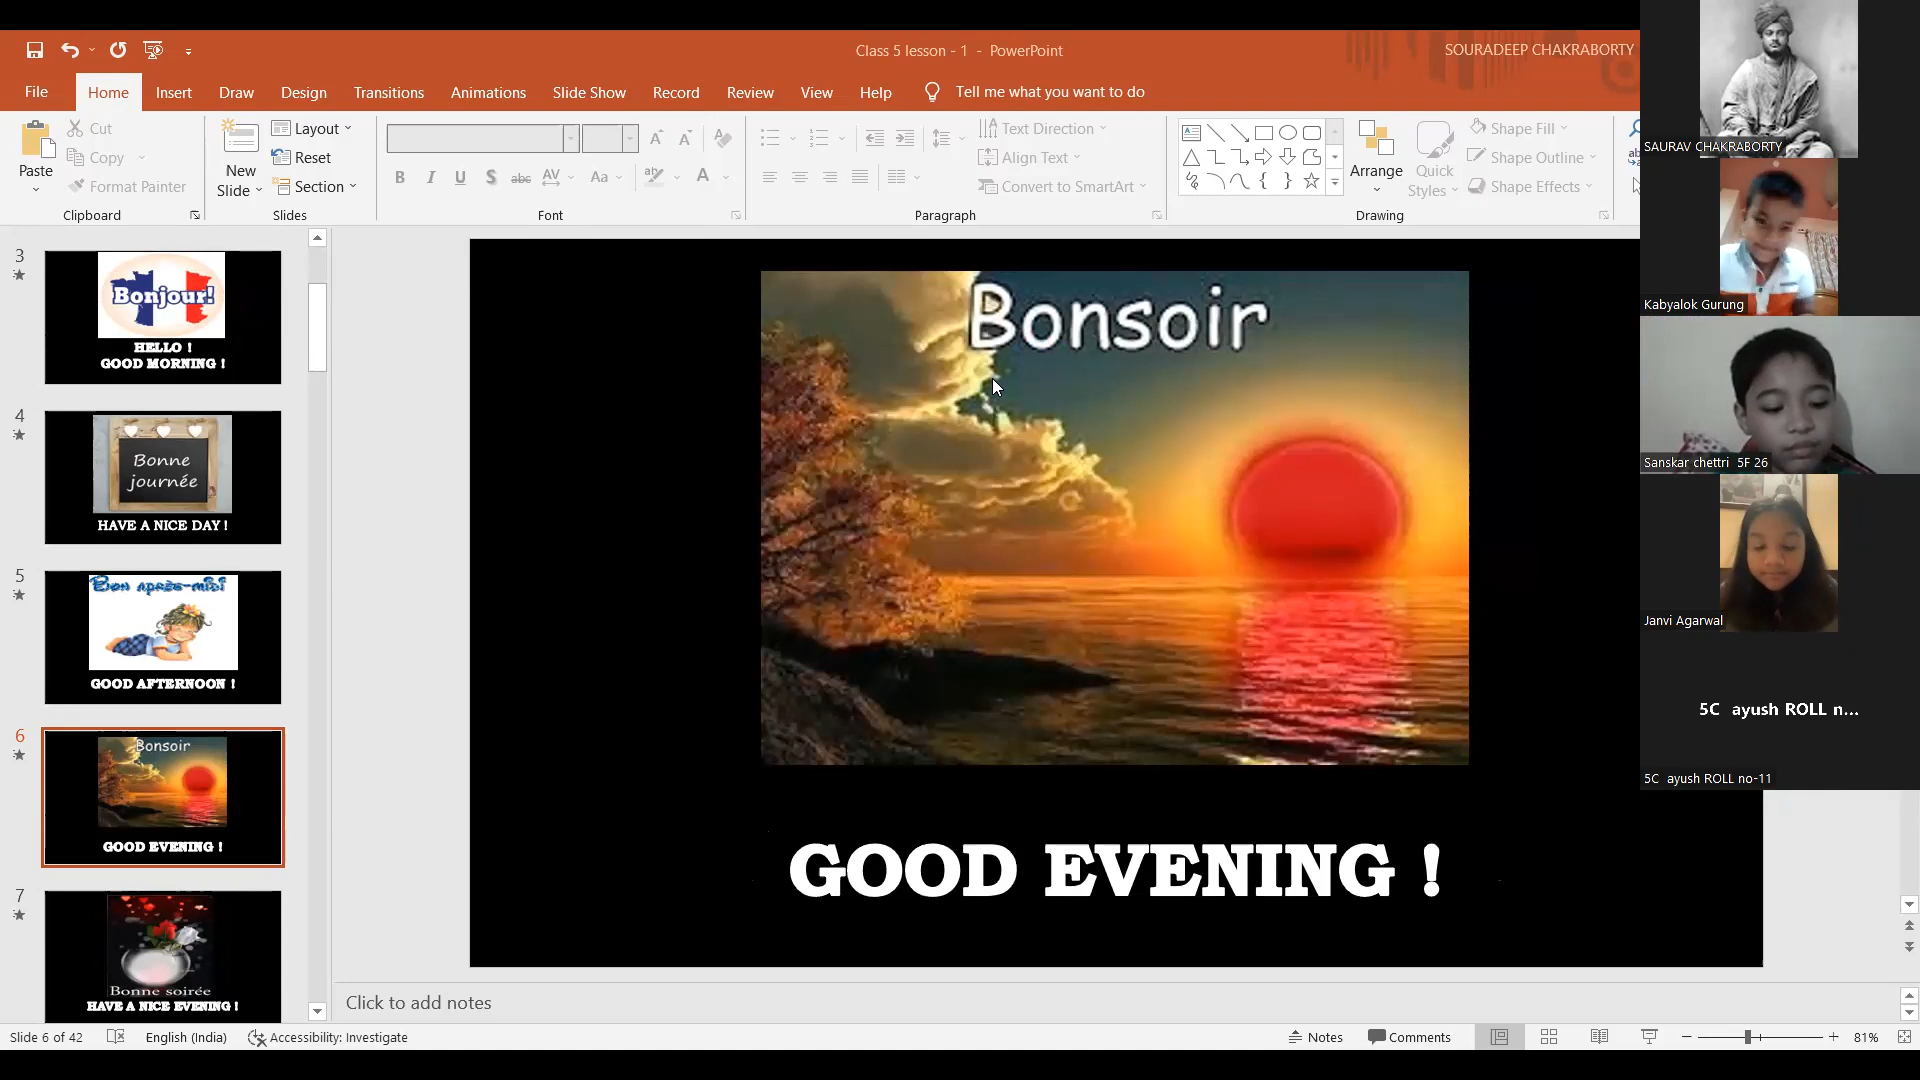 Class 5 lesson - 1 - PowerPoint
SOURADEEP CHAKRABORTY
File Home Insert Draw Design Transitions Animations Slide Show Record Review View Help Tell me what you want to do
Paste
Cut
Copy
Format Painter
Clipboard
New Slide
Layout
Reset
Section
Slides
B I U S abc AV Aa A
Font
Text Direction
Align Text
Convert to SmartArt
Paragraph
Arrange
Quick Styles
Shape Fill
Shape Outline
Shape Effects
Drawing
3
Bonjour!
HELLO !
GOOD MORNING !
4
Bonne
journée
HAVE A NICE DAY !
5
Bon après-midi
GOOD AFTERNOON !
6
Bonsoir
GOOD EVENING !
7
Bonne soirée
HAVE A NICE EVENING !
Bonsoir
GOOD EVENING !
Click to add notes
SAURAV CHAKRABORTY
Kabyalok Gurung
Sanskar chettri 5F 26
Janvi Agarwal
5C ayush ROLL n...
5C ayush ROLL no-11
Slide 6 of 42
English (India)
Accessibility: Investigate
Notes
Comments
81%